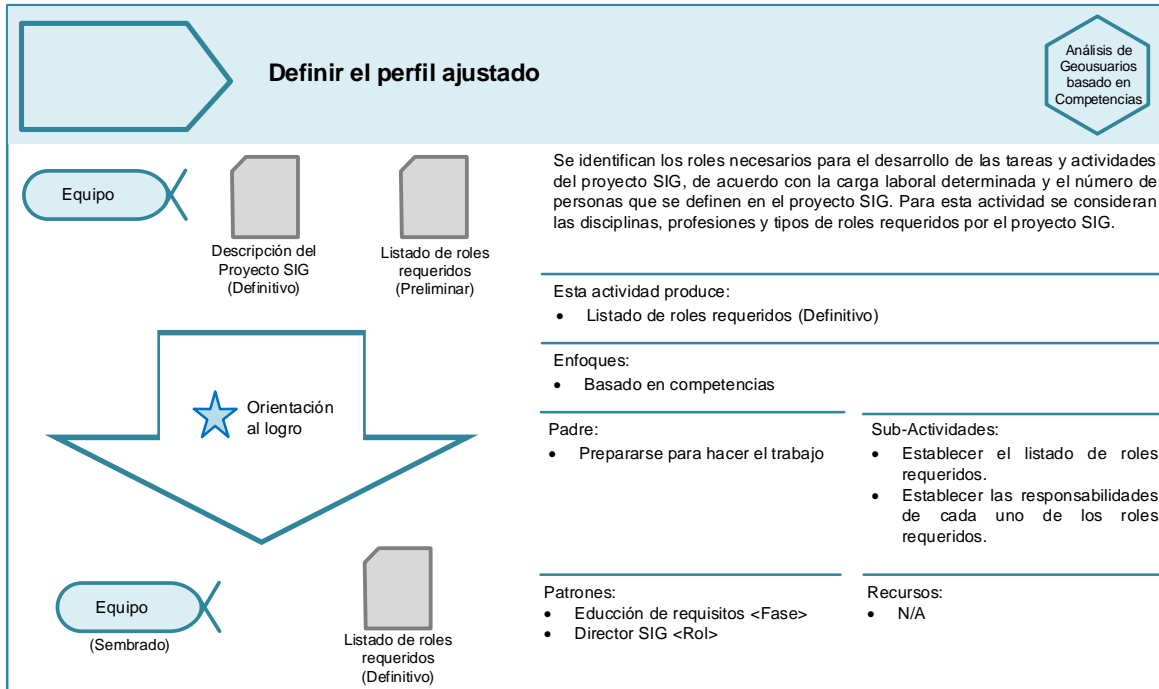 Definir el perfil ajustado
Análisis de
Geousuarios
basado en
Competencias
Equipo
Descripción del
Proyecto SIG
(Definitivo)
Listado de roles
requeridos
(Preliminar)
Se identifican los roles necesarios para el desarrollo de las tareas y actividades
del proyecto SIG, de acuerdo con la carga laboral determinada y el número de
personas que se definen en el proyecto SIG. Para esta actividad se consideran
las disciplinas, profesiones y tipos de roles requeridos por el proyecto SIG.
Esta actividad produce:
• Listado de roles requeridos (Definitivo)
Enfoques:
• Basado en competencias
Orientación
al logro
Padre:
• Prepararse para hacer el trabajo
Sub-Actividades:
• Establecer el listado de roles
requeridos.
• Establecer las responsabilidades
de cada uno de los roles
requeridos.
Equipo
(Sembrado)
Listado de roles
requeridos
(Definitivo)
Patrones:
• Educción de requisitos <Fase>
• Director SIG <Rol>
Recursos:
• N/A